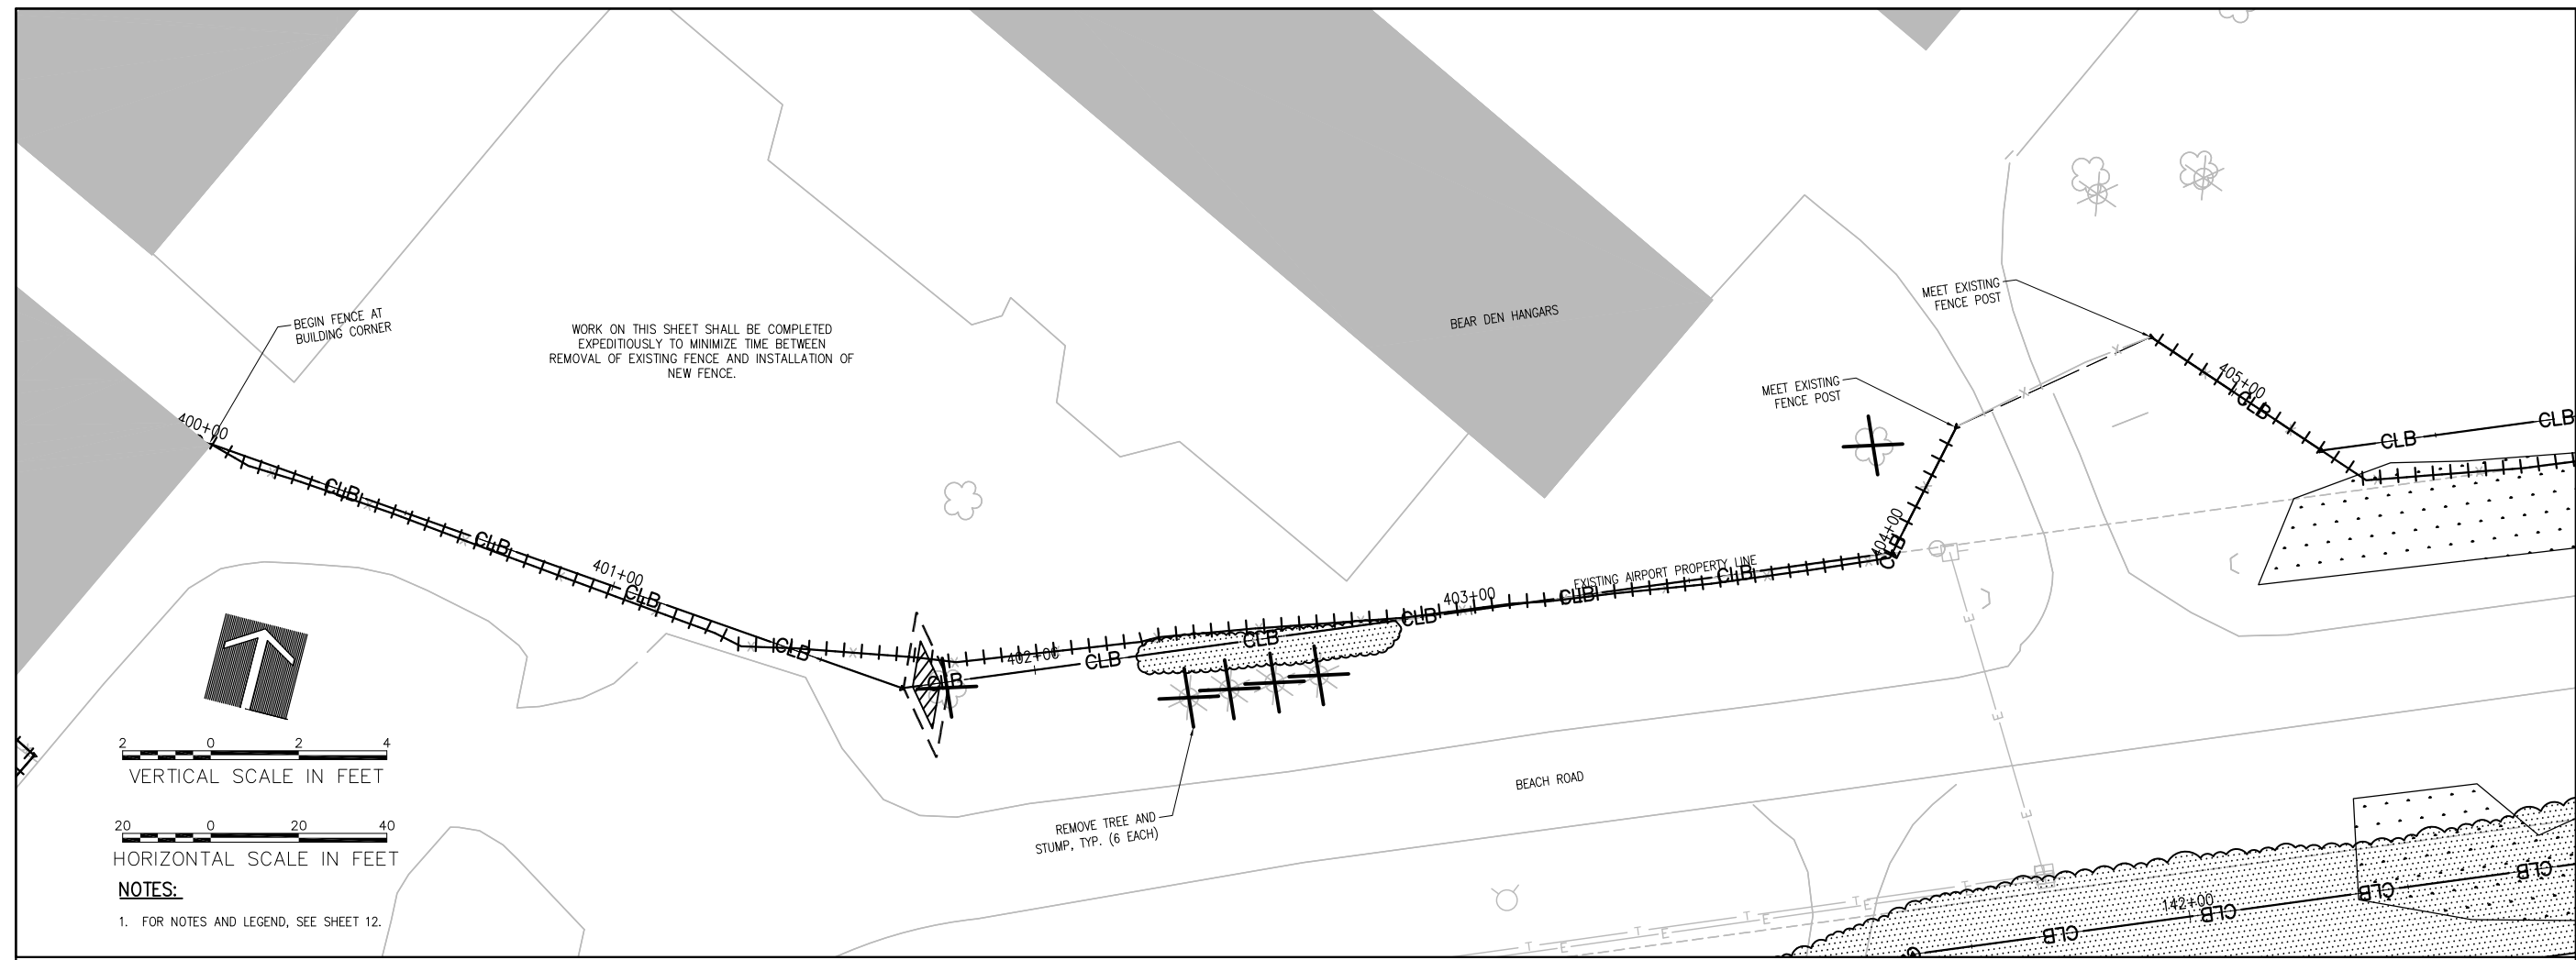 BEGIN FENCE AT
BUILDING CORNER
WORK ON THIS SHEET SHALL BE COMPLETED
EXPEDITIOUSLY TO MINIMIZE TIME BETWEEN
REMOVAL OF EXISTING FENCE AND INSTALLATION OF
NEW FENCE.
BEAR DEN HANGARS
MEET EXISTING
FENCE POST
MEET EXISTING
FENCE POST
400+00
CLB
CLB
401+00
CLB
CLB
CLB
402+00
CLB
CLB
CLB
403+00
CLB
EXISTING AIRPORT PROPERTY LINE
CLB
404+00
CLB
X
X
405+00
CLB
CLB
CLB
E
E
E
BEACH ROAD
REMOVE TREE AND
STUMP, TYP. (6 EACH)
2 0 2 4
VERTICAL SCALE IN FEET
20 0 20 40
HORIZONTAL SCALE IN FEET
NOTES:
1. FOR NOTES AND LEGEND, SEE SHEET 12.
T E T E T E T
142+00
CLB
CLB
CLB
CLB